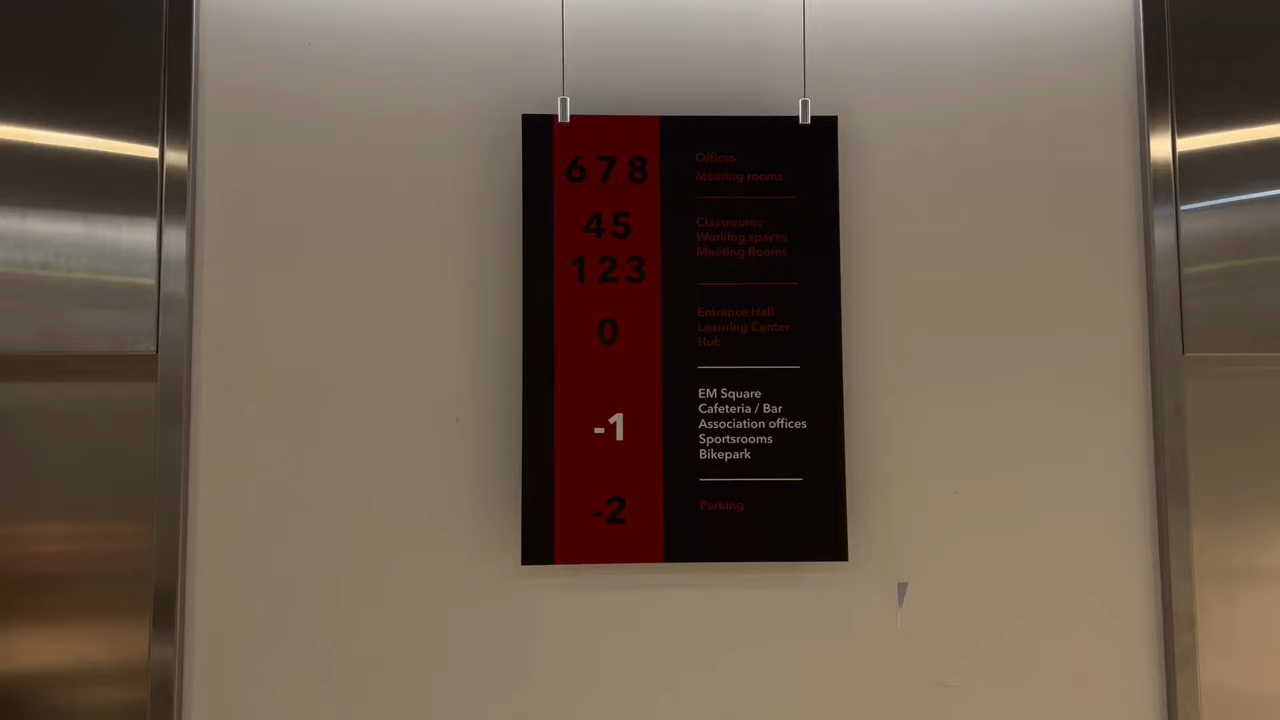 6 7 8
Offices
Meeting rooms
4 5
1 2 3
Classrooms
Working spaces
Meeting Rooms
0
Entrance Hall
Learning Center
Hub
-1
EM Square
Cafeteria / Bar
Association offices
Sportsrooms
Bikepark
-2
Parking